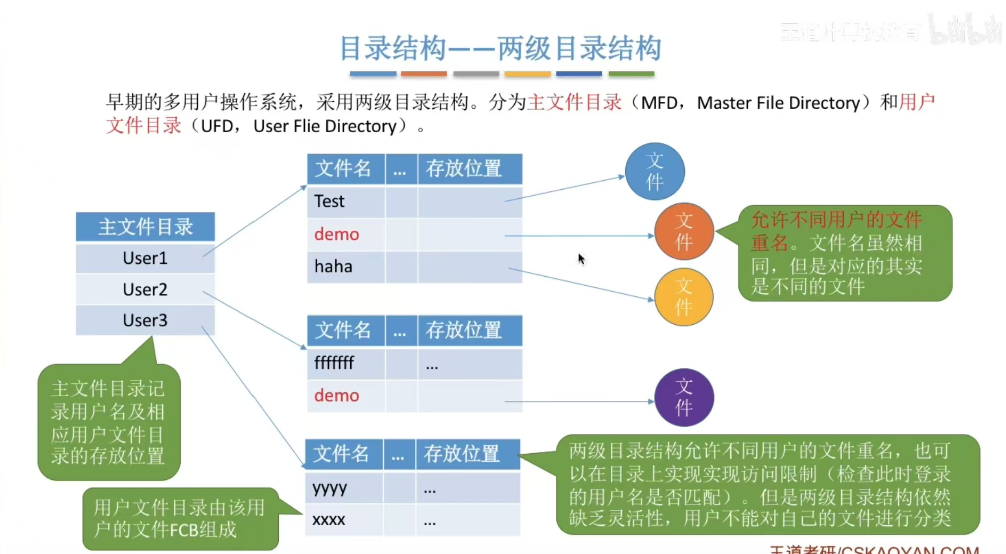 目录结构——两级目录结构
早期的多用户操作系统，采用两级目录结构。分为主文件目录（MFD，Master File Directory）和用户
文件目录（UFD，User Flie Directory）。
主文件目录
User1
User2
User3
文件名 ... 存放位置
Test
demo
haha
文件名 ... 存放位置
fffffff ...
demo
文件名 ... 存放位置
yyyy ...
xxxx ...
文
件
文
件
文
件
文
件
允许不同用户的文件
重名。文件名虽然相
同，但是对应的其实
是不同的文件
主文件目录记
录用户名及相
应用户文件目
录的存放位置
用户文件目录由该用
户的文件FCB组成
两级目录结构允许不同用户的文件重名，也可
以在目录上实现实现访问限制（检查此时登录
的用户名是否匹配）。但是两级目录结构依然
缺乏灵活性，用户不能对自己的文件进行分类
王道考研/CSKAOYAN.COM
bilibili